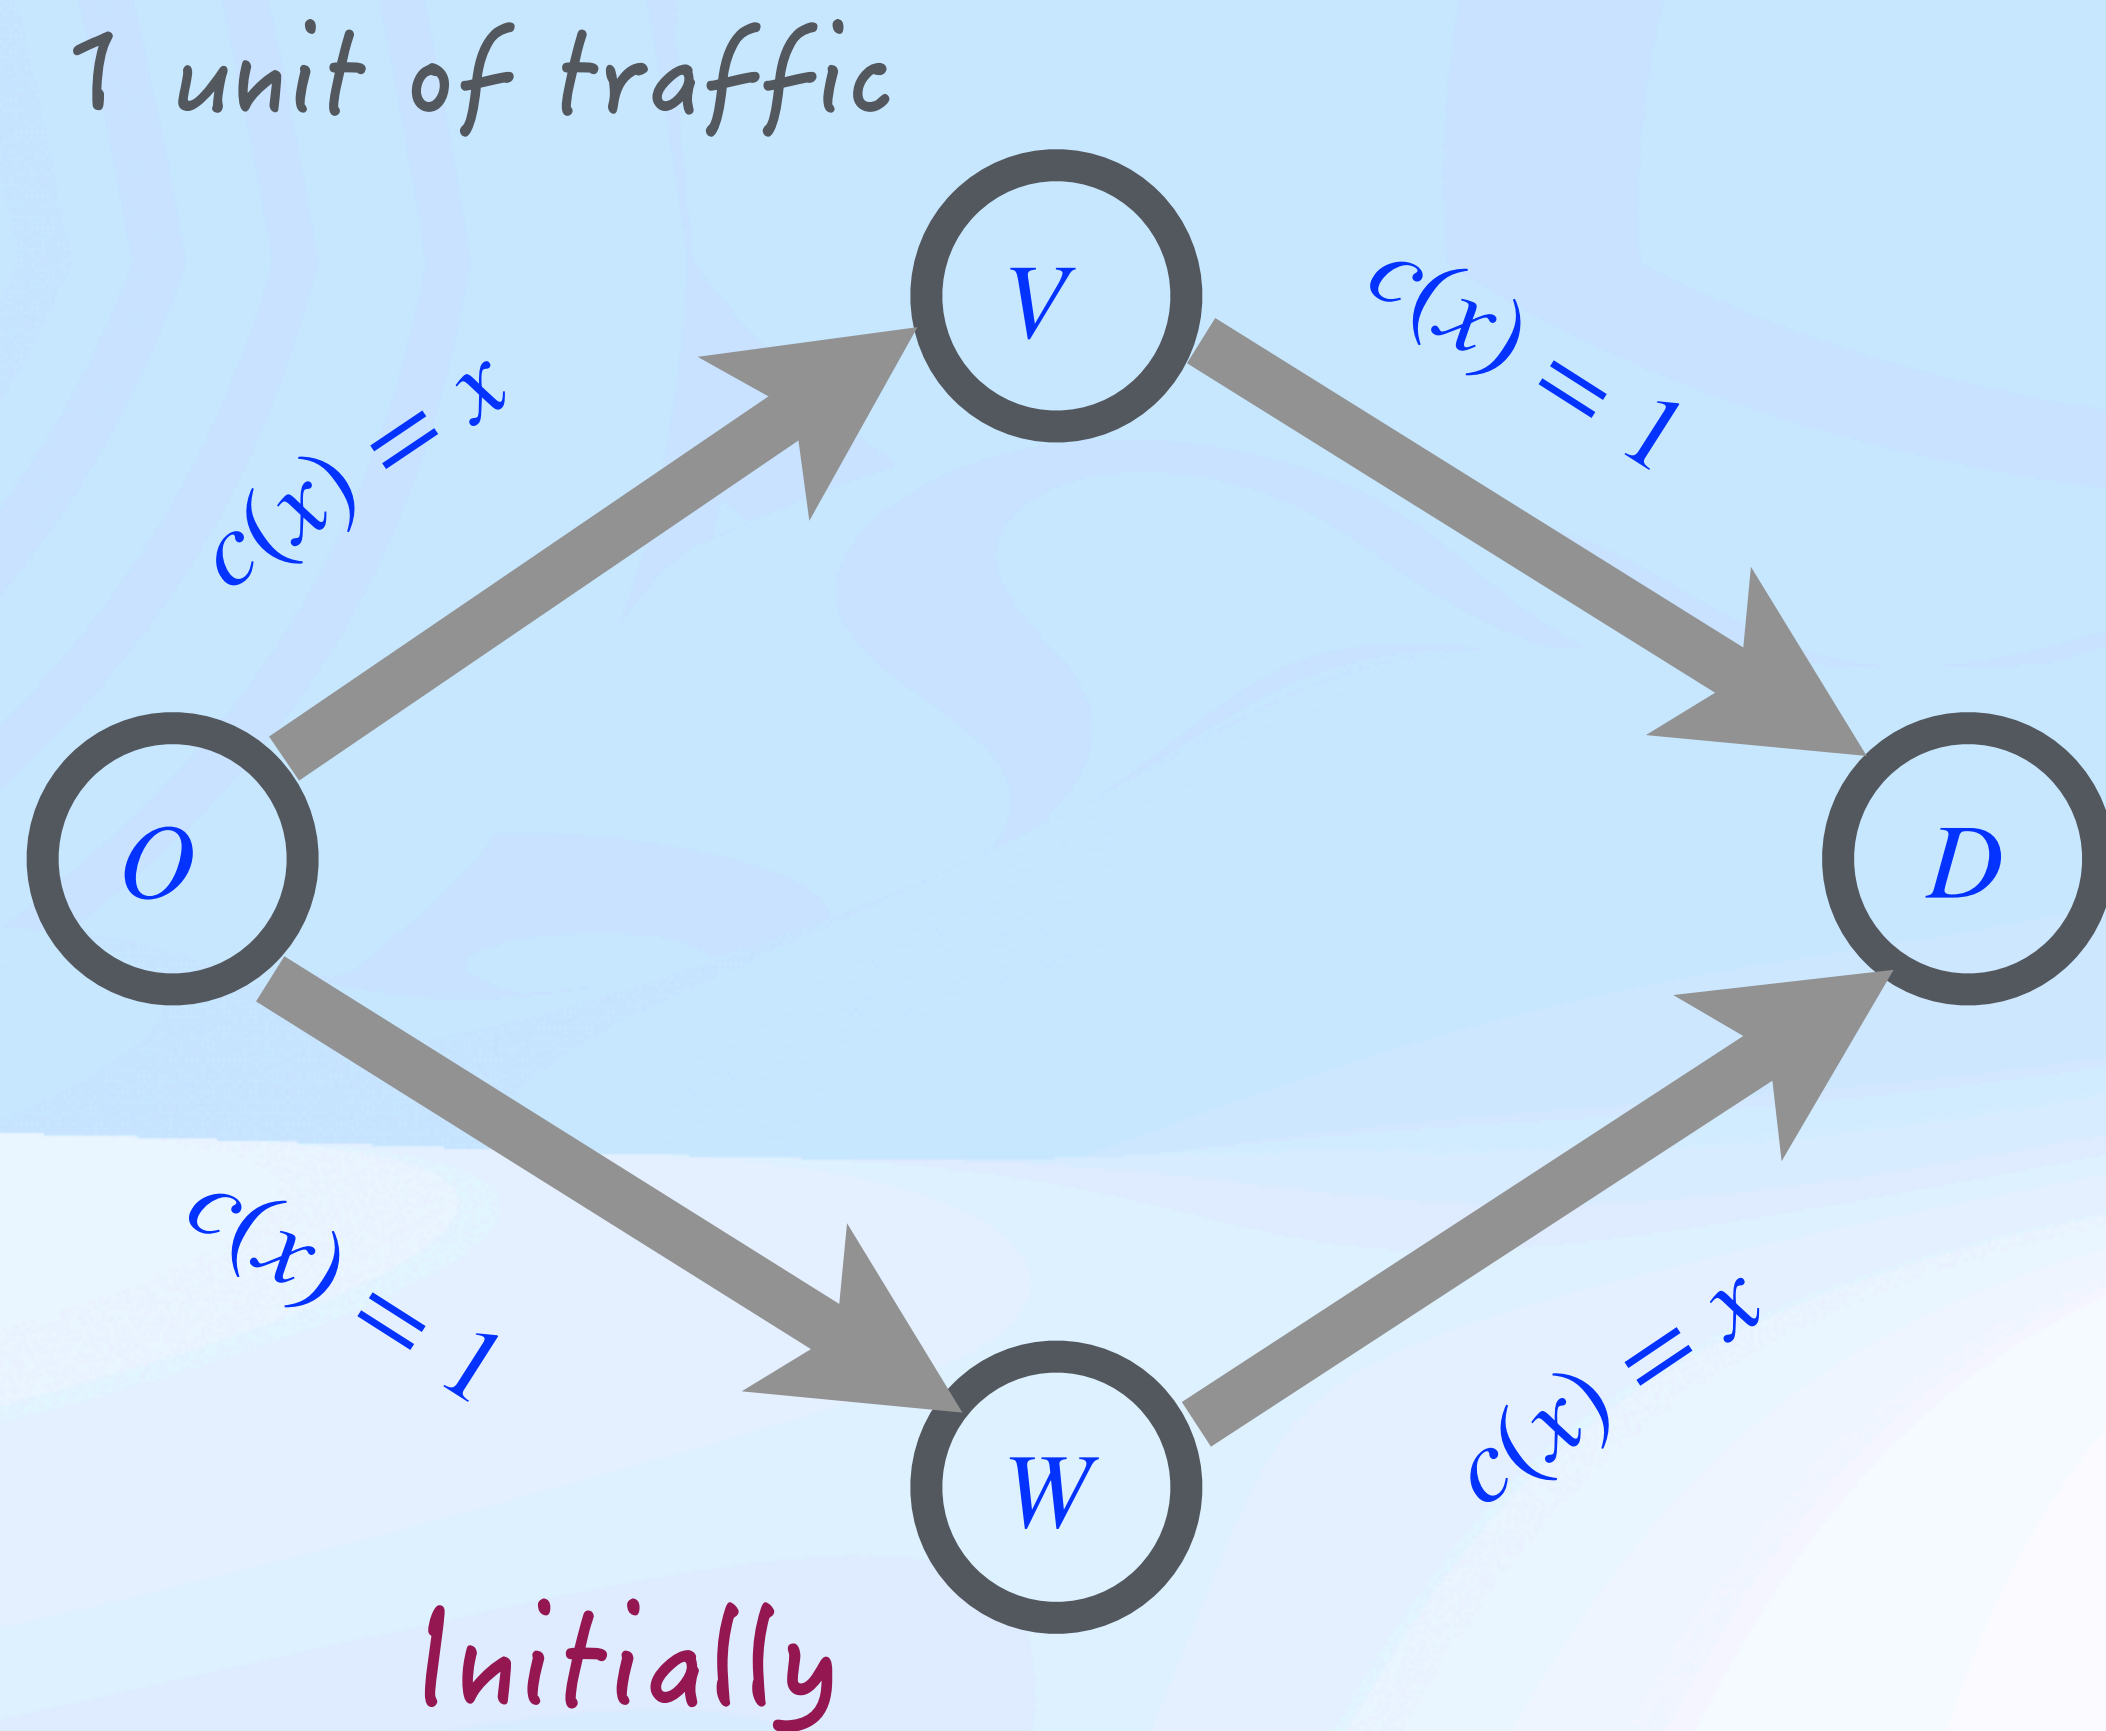 1 unit of traffic
V
c(x) = 1
c(x) = x
O
D
c(x) = 1
c(x) = x
W
Initially